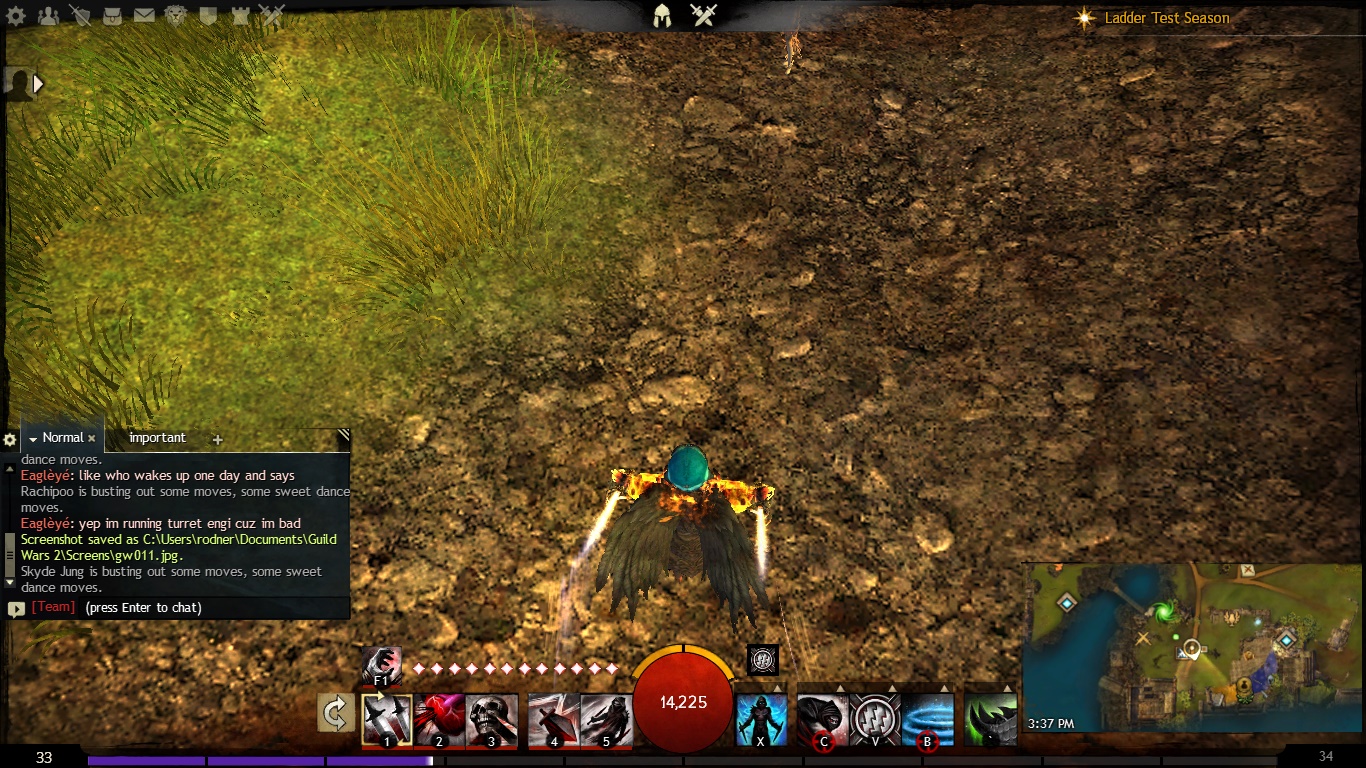 Ladder Test Season
Normal
important
dance moves.
Eaglèyé: like who wakes up one day and says
Rachipoo is busting out some moves, some sweet dance
moves.
Eaglèyé: yep im running turret engi cuz im bad
Screenshot saved as C:\Users\rodner\Documents\Guild
Wars 2\Screens\gw011.jpg.
Skyde Jung is busting out some moves, some sweet
dance moves.
[Team] (press Enter to chat)
F1
14,225
1 2 3 4 5 X C V B
3:37 PM
33
34